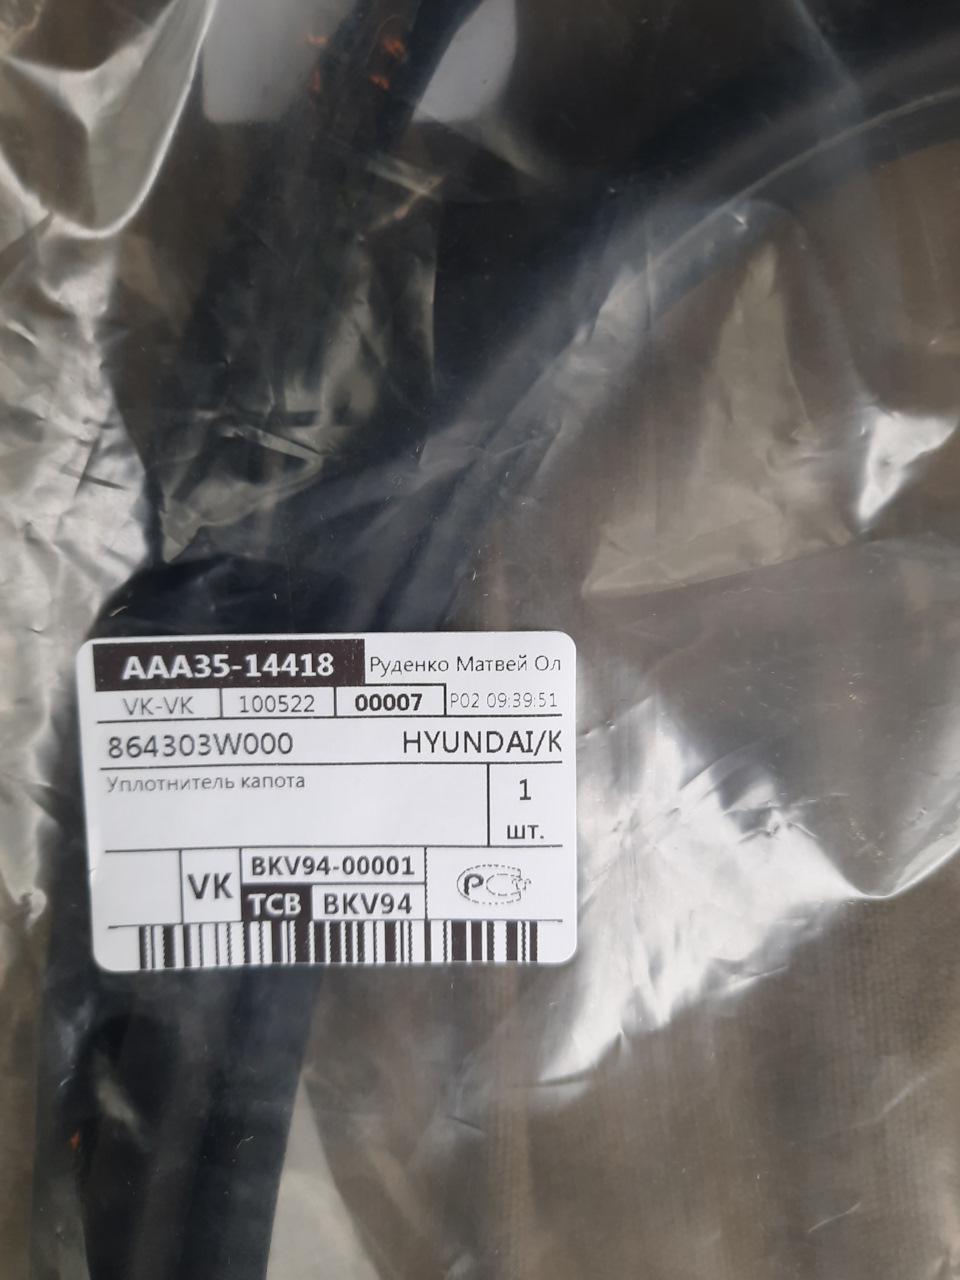 AAA35-14418 Руденко Матвей Ол
VK-VK 100522 00007 P02 09:39:51
864303W000 HYUNDAI/K
Уплотнитель капота 1
шт.
VK BKV94-00001
TCB BKV94